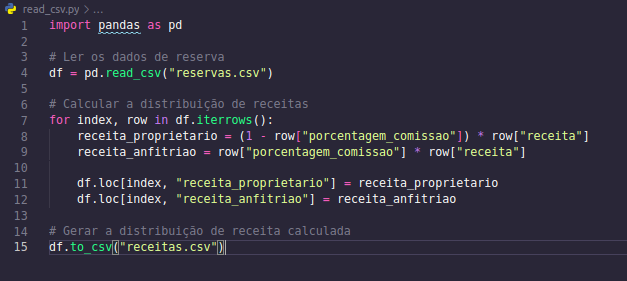 read_csv.py > ...
1 import pandas as pd
2
3 # Ler os dados de reserva
4 df = pd.read_csv("reservas.csv")
5
6 # Calcular a distribuição de receitas
7 for index, row in df.iterrows():
8     receita_proprietario = (1 - row["porcentagem_comissao"]) * row["receita"]
9     receita_anfitriao = row["porcentagem_comissao"] * row["receita"]
10
11     df.loc[index, "receita_proprietario"] = receita_proprietario
12     df.loc[index, "receita_anfitriao"] = receita_anfitriao
13
14 # Gerar a distribuição de receita calculada
15 df.to_csv("receitas.csv")